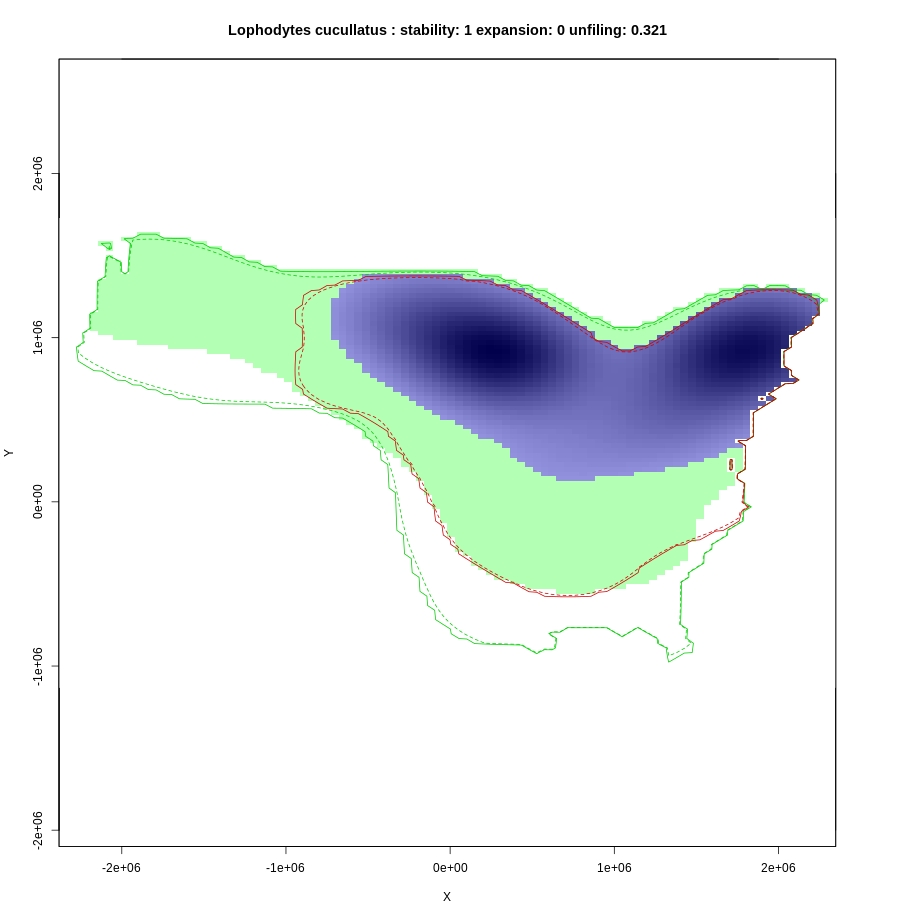 Lophodytes cucullatus : stability: 1 expansion: 0 unfiling: 0.321
2e+06
1e+06
0e+00
-1e+06
-2e+06
Y
-2e+06 -1e+06 0e+00 1e+06 2e+06
X